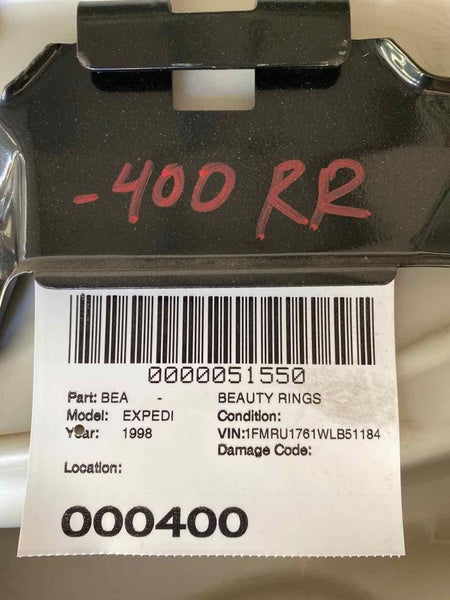 -400 RR
0000051550
Part: BEA - BEAUTY RINGS
Model: EXPEDI Condition:
Year: 1998 VIN:1FMRU1761WLB51184
Damage Code:
Location:
000400